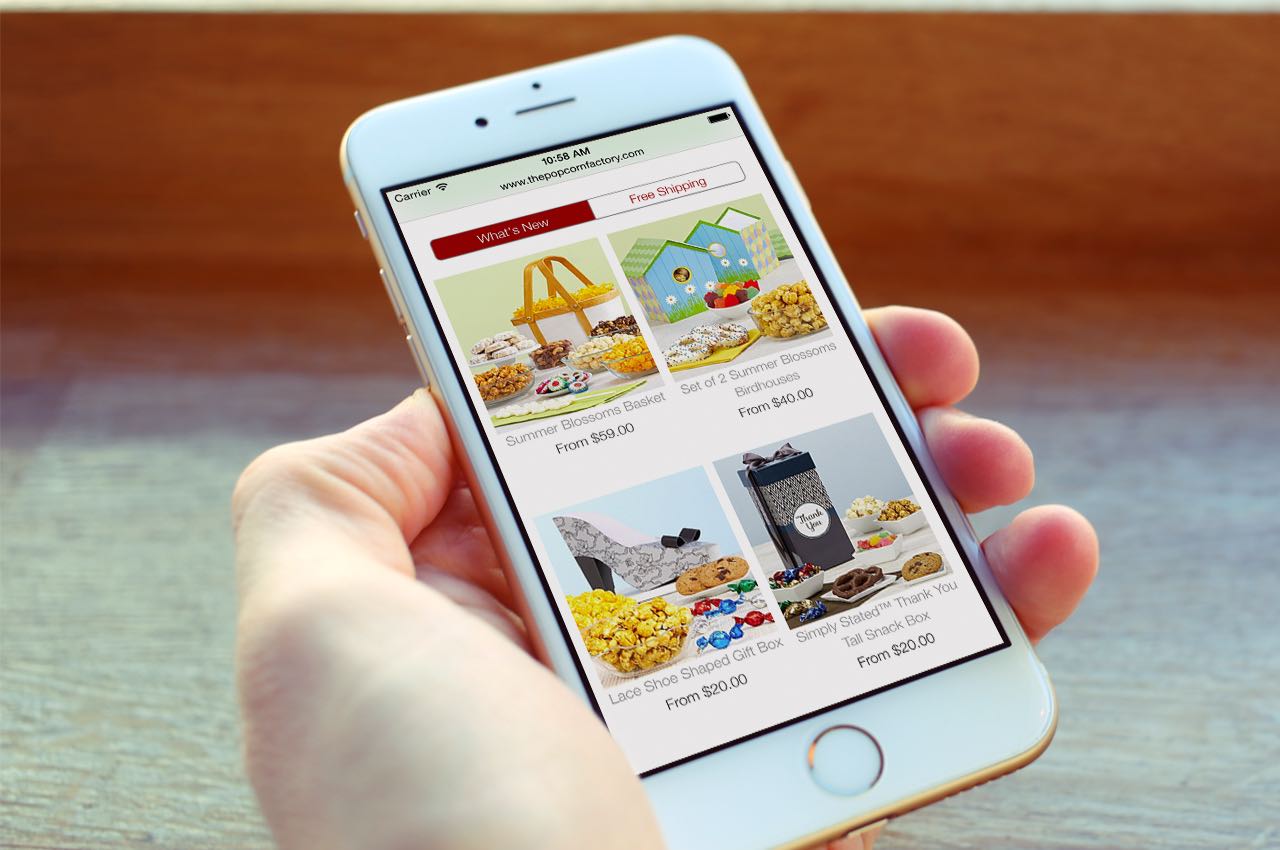 Carrier
10:58 AM
www.thepopcornfactory.com
What's New
Free Shipping
Summer Blossoms Basket
From $59.00
Set of 2 Summer Blossoms
Birdhouses
From $40.00
Lace Shoe Shaped Gift Box
From $20.00
Thank
You
Simply Stated™ Thank You
Tall Snack Box
From $20.00